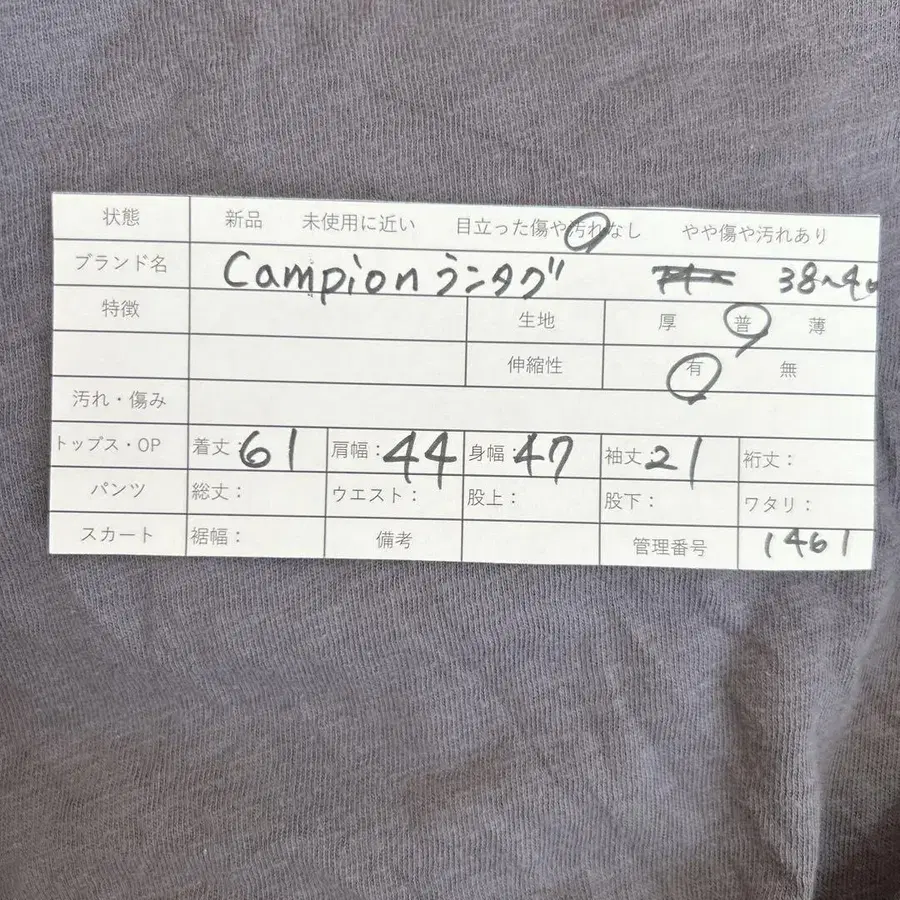 状態 新品 未使用に近い 目立った傷や汚れなし やや傷や汚れあり
ブランド名 Campionランタグ 38~40
特徴 生地 厚 普 薄
伸縮性 有 無
汚れ・傷み
トップス・OP 着丈:61 肩幅:44 身幅:47 袖丈:21 裄丈:
パンツ 総丈: ウエスト: 股上: 股下: ワタリ:
スカート 裾幅: 備考 管理番号 1461